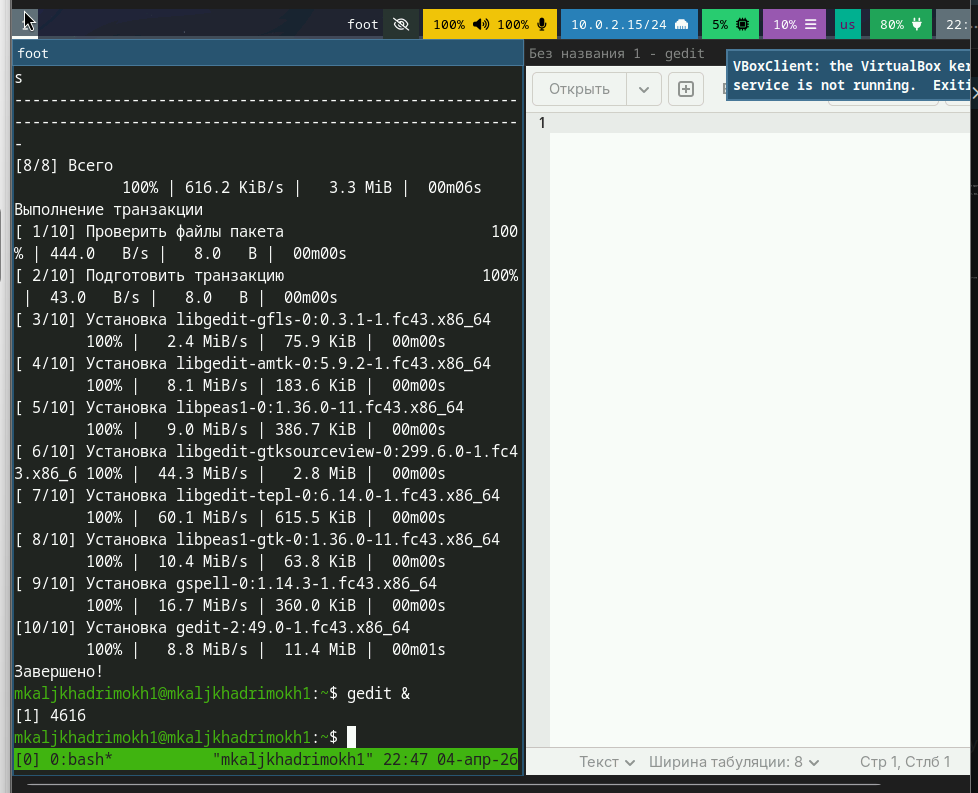 foot
100% 100%
10.0.2.15/24
5%
10%
us
80%
22:
foot
s
---------------------------------------------------------
---------------------------------------------------------
-
[8/8] Всего
100% | 616.2 KiB/s | 3.3 MiB | 00m06s
Выполнение транзакции
[ 1/10] Проверить файлы пакета 100
% | 444.0 B/s | 8.0 B | 00m00s
[ 2/10] Подготовить транзакцию 100%
| 43.0 B/s | 8.0 B | 00m00s
[ 3/10] Установка libgedit-gfls-0:0.3.1-1.fc43.x86_64
100% | 2.4 MiB/s | 75.9 KiB | 00m00s
[ 4/10] Установка libgedit-amtk-0:5.9.2-1.fc43.x86_64
100% | 8.1 MiB/s | 183.6 KiB | 00m00s
[ 5/10] Установка libpeas1-0:1.36.0-11.fc43.x86_64
100% | 9.0 MiB/s | 386.7 KiB | 00m00s
[ 6/10] Установка libgedit-gtksourceview-0:299.6.0-1.fc4
3.x86_6 100% | 44.3 MiB/s | 2.8 MiB | 00m00s
[ 7/10] Установка libgedit-tepl-0:6.14.0-1.fc43.x86_64
100% | 60.1 MiB/s | 615.5 KiB | 00m00s
[ 8/10] Установка libpeas1-gtk-0:1.36.0-11.fc43.x86_64
100% | 10.4 MiB/s | 63.8 KiB | 00m00s
[ 9/10] Установка gspell-0:1.14.3-1.fc43.x86_64
100% | 16.7 MiB/s | 360.0 KiB | 00m00s
[10/10] Установка gedit-2:49.0-1.fc43.x86_64
100% | 8.8 MiB/s | 11.4 MiB | 00m01s
Завершено!
mkaljkhadrimokh1@mkaljkhadrimokh1:~$ gedit &
[1] 4616
mkaljkhadrimokh1@mkaljkhadrimokh1:~$
[0] 0:bash* "mkaljkhadrimokh1" 22:47 04-апр-26
Без названия 1 - gedit
VBoxClient: the VirtualBox ker
service is not running. Exiti
Открыть
1
Текст
Ширина табуляции: 8
Стр 1, Стлб 1